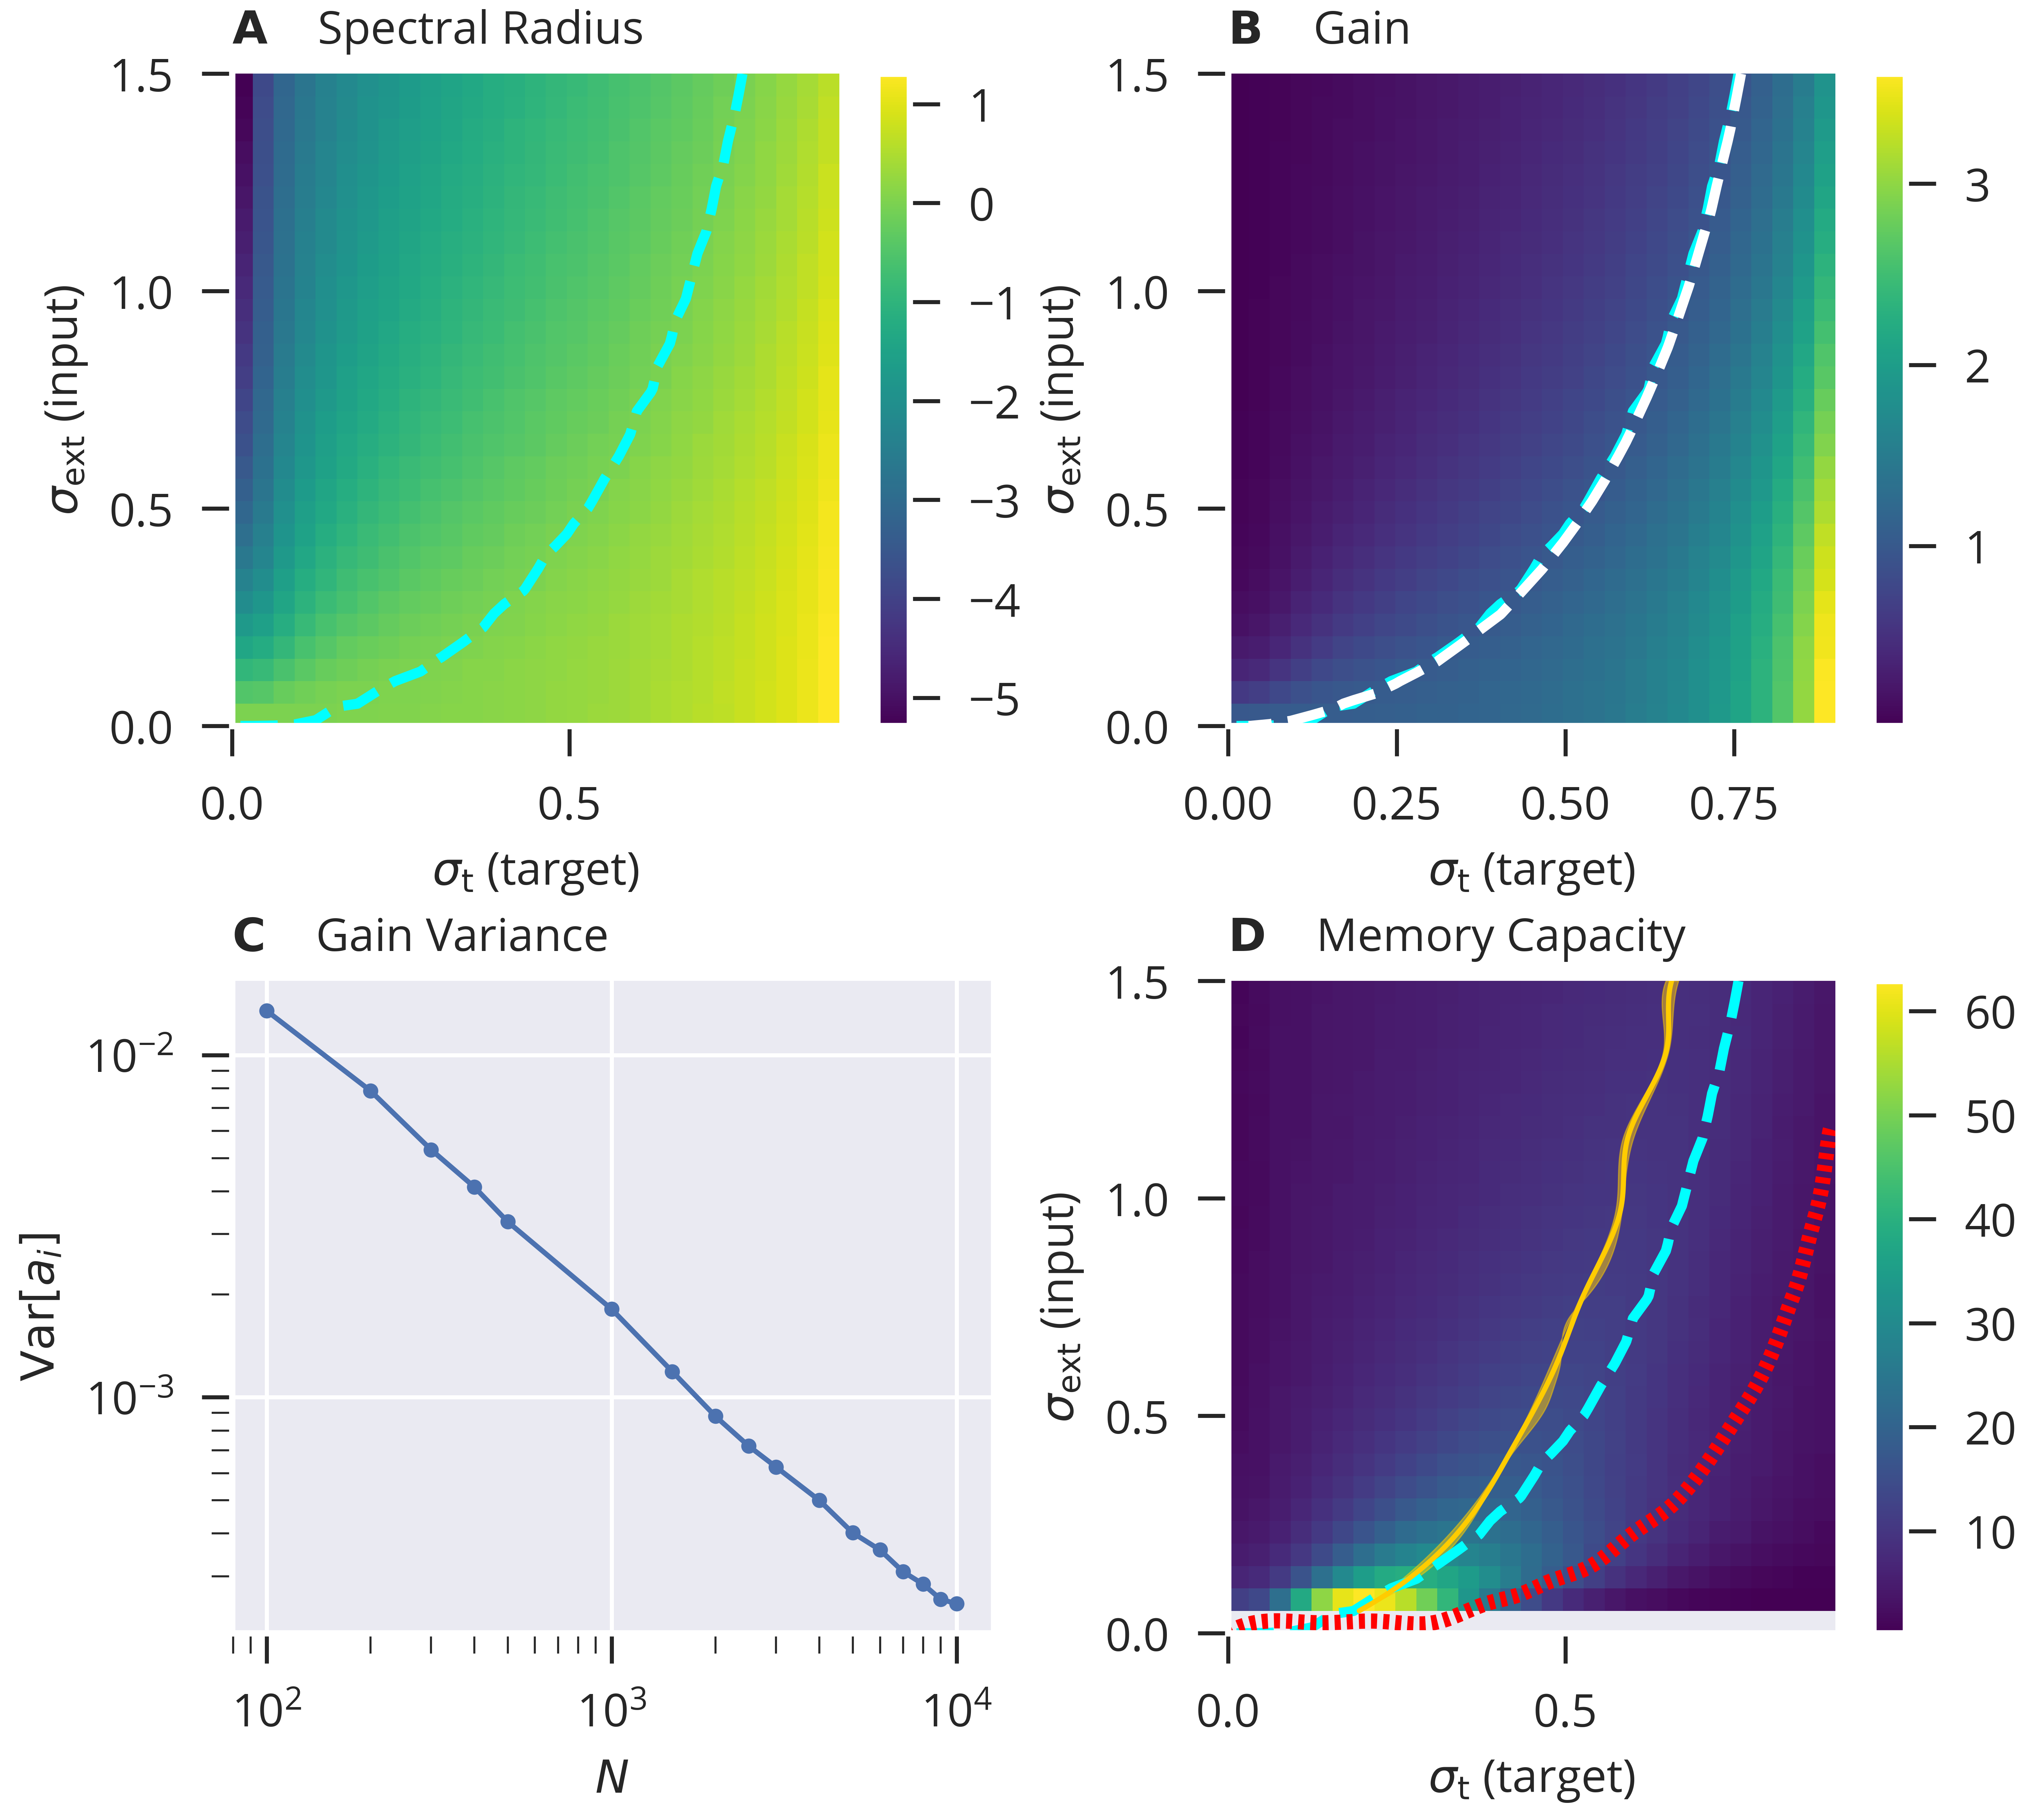 A Spectral Radius
1.5
1.0
0.5
0.0
σext (input)
0.0 0.5
σt (target)
1
0
−1
−2
−3
−4
−5
B Gain
1.5
1.0
0.5
0.0
σext (input)
0.00 0.25 0.50 0.75
σt (target)
3
2
1
C Gain Variance
10−2
10−3
Var[ai]
102 103 104
N
D Memory Capacity
1.5
1.0
0.5
0.0
σext (input)
0.0 0.5
σt (target)
60
50
40
30
20
10